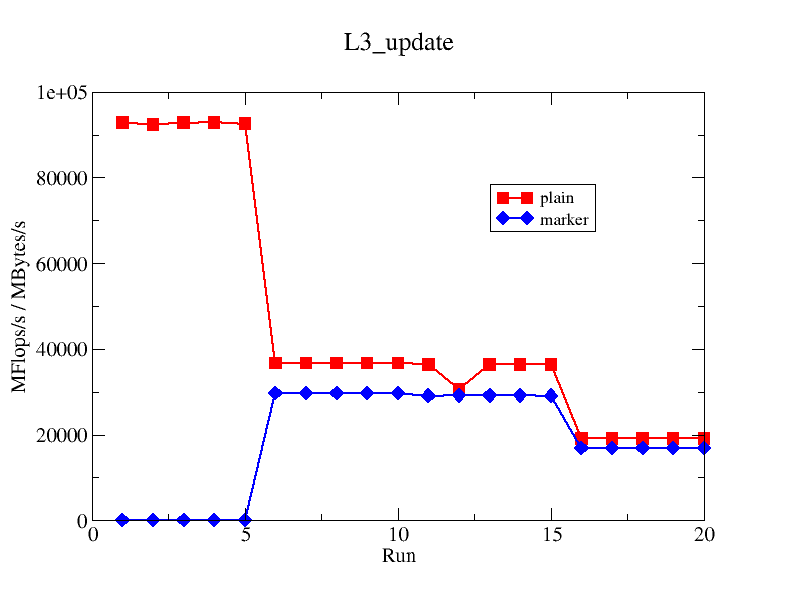 L3_update
1e+05
80000
60000
40000
20000
0
MFlops/s / MBytes/s
plain
marker
0 5 10 15 20
Run